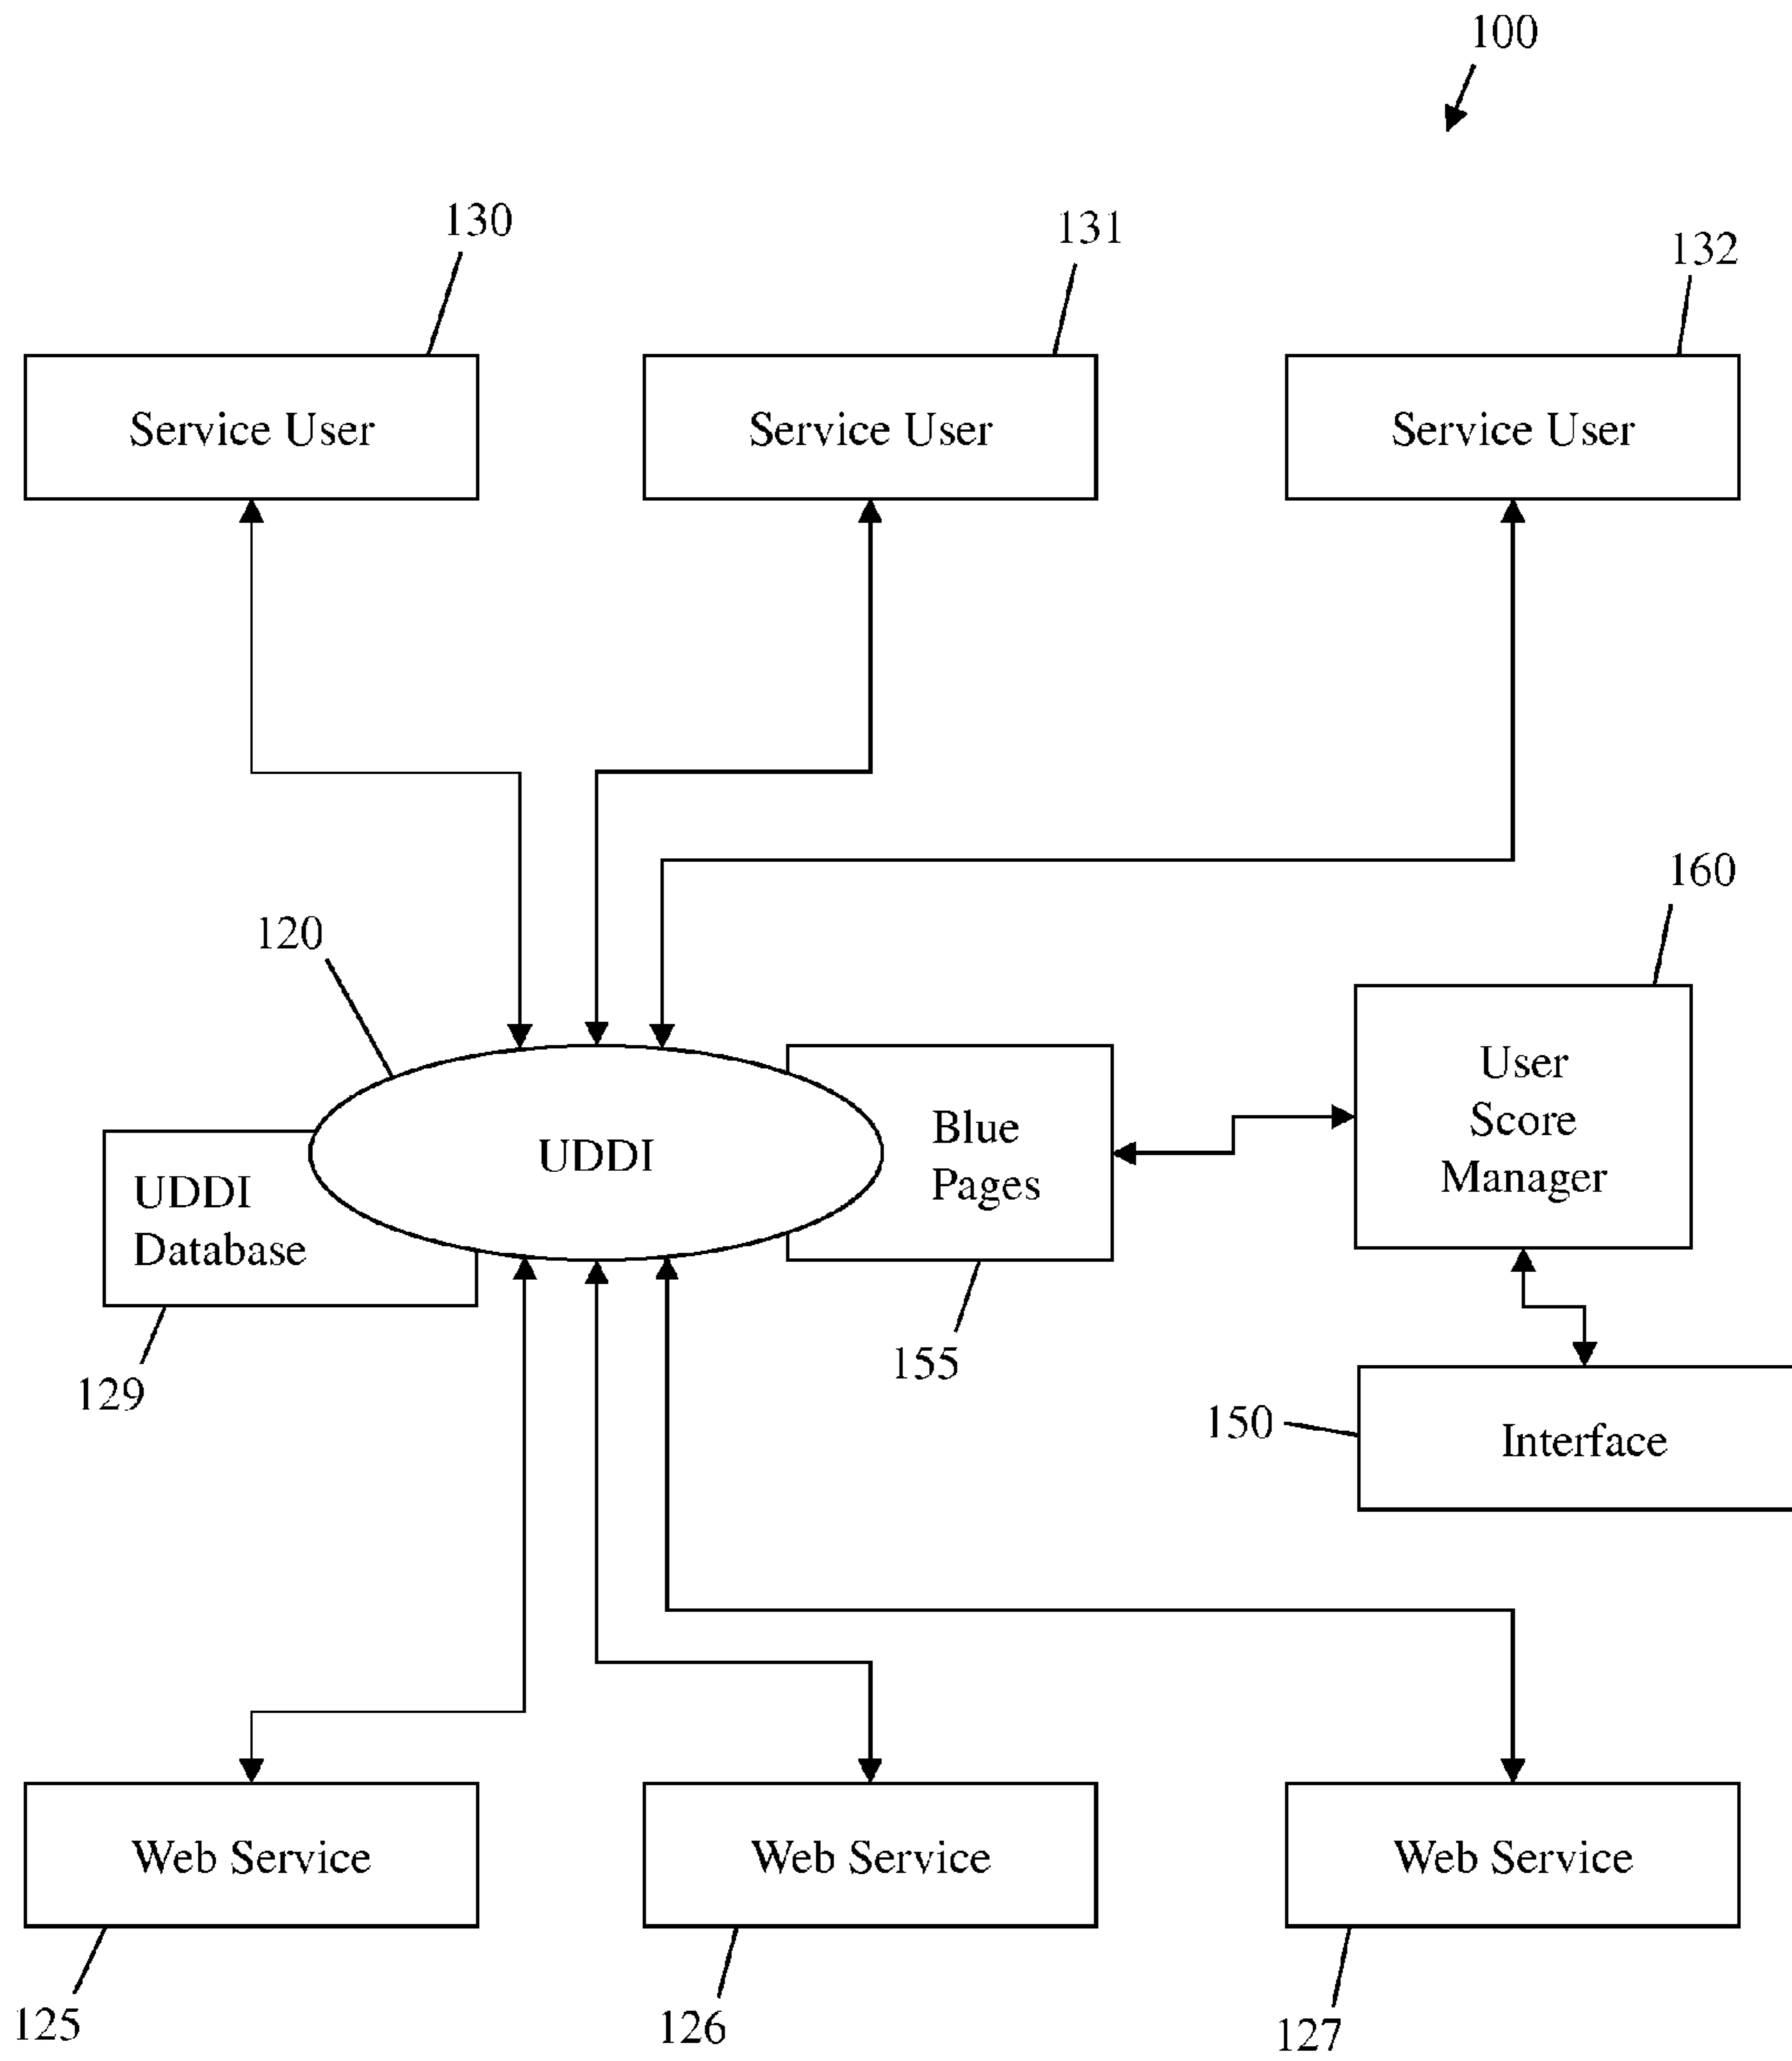 100
130
131
132
Service User
Service User
Service User
160
120
User
Score
Manager
Blue
Pages
UDDI
UDDI
Database
155
129
150
Interface
Web Service
Web Service
Web Service
125
126
127